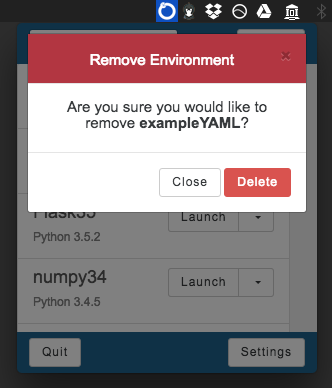 Remove Environment
×
Are you sure you would like to
remove exampleYAML?
Close
Delete
Flask35
Launch
Python 3.5.2
numpy34
Launch
Python 3.4.5
Quit
Settings